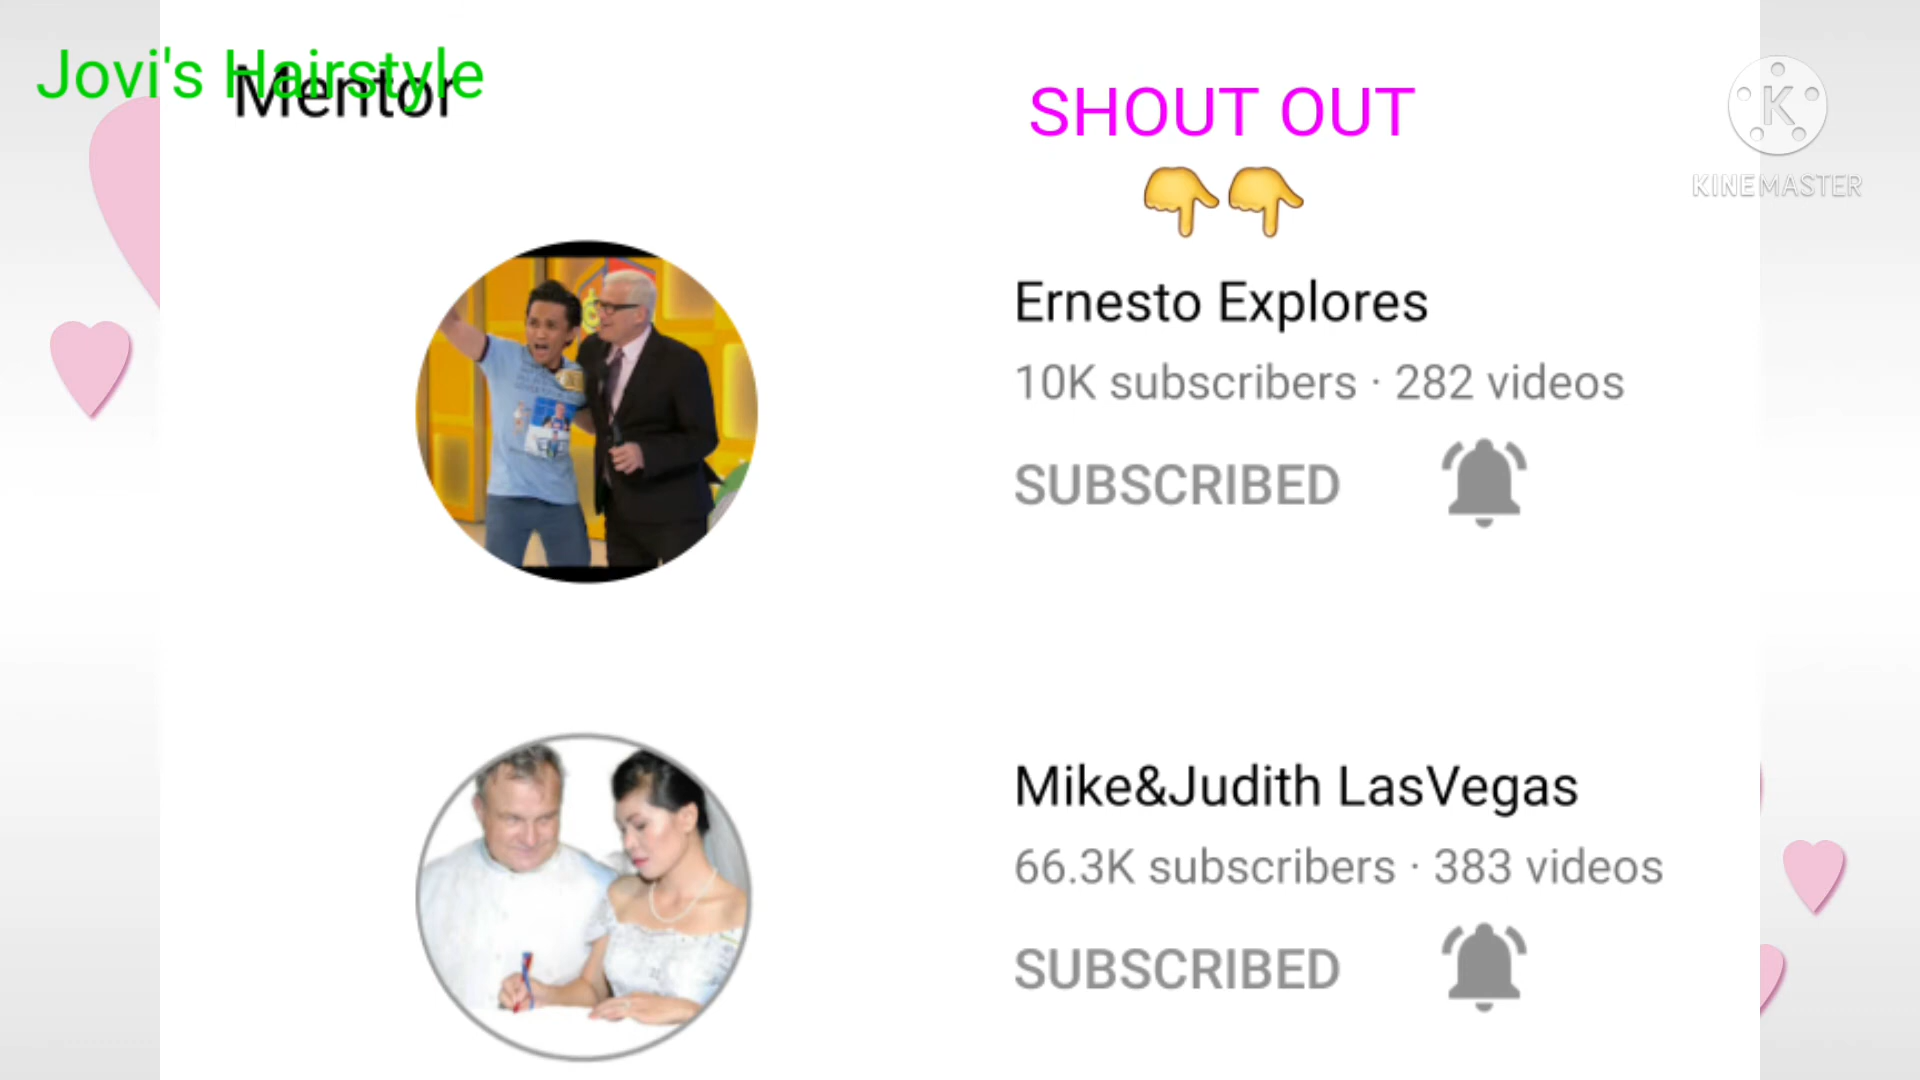 Jovi's Hairstyle
Mentor
SHOUT OUT
👇👇
KINEMASTER
Ernesto Explores
10K subscribers · 282 videos
SUBSCRIBED
Mike&Judith LasVegas
66.3K subscribers · 383 videos
SUBSCRIBED